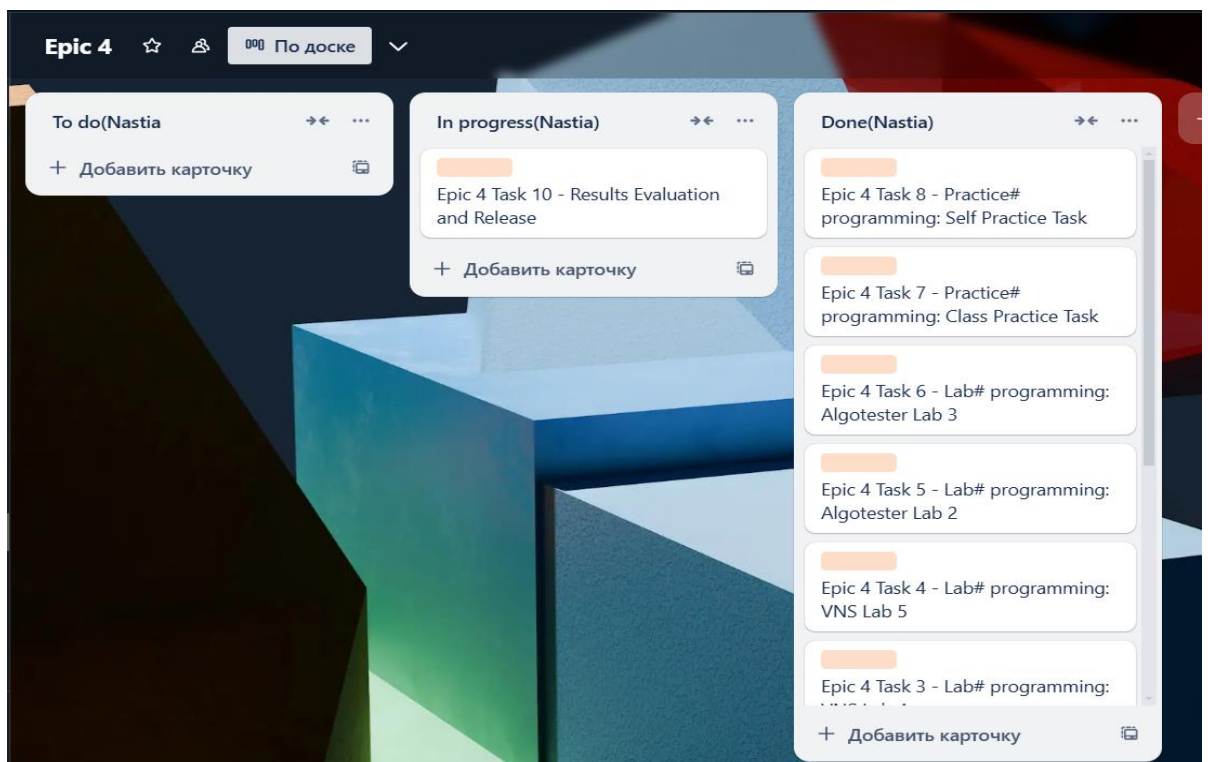 Epic 4
По доске
To do(Nastia
Добавить карточку
In progress(Nastia)
Epic 4 Task 10 - Results Evaluation
and Release
Добавить карточку
Done(Nastia)
Epic 4 Task 8 - Practice#
programming: Self Practice Task
Epic 4 Task 7 - Practice#
programming: Class Practice Task
Epic 4 Task 6 - Lab# programming:
Algotester Lab 3
Epic 4 Task 5 - Lab# programming:
Algotester Lab 2
Epic 4 Task 4 - Lab# programming:
VNS Lab 5
Epic 4 Task 3 - Lab# programming:
Добавить карточку